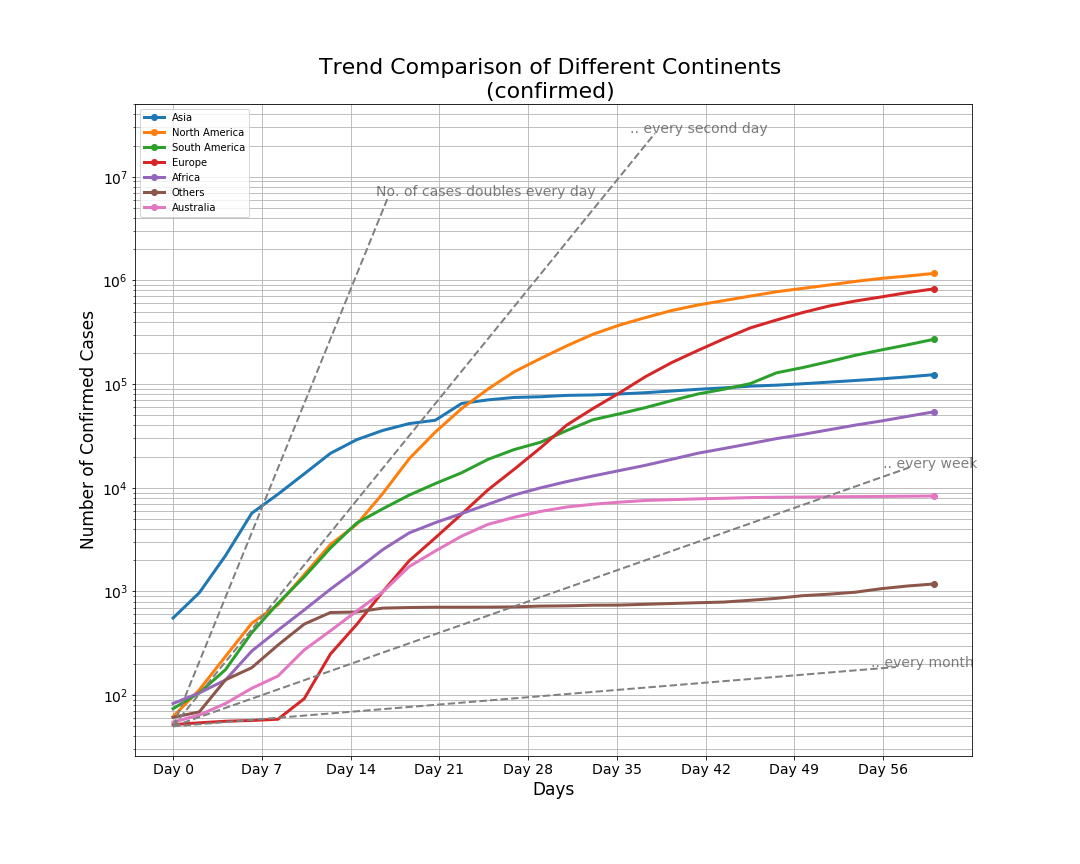 Trend Comparison of Different Continents
(confirmed)
Asia
North America
South America
Europe
Africa
Others
Australia
.. every second day
No. of cases doubles every day
.. every week
.. every month
Number of Confirmed Cases
10⁷
10⁶
10⁵
10⁴
10³
10²
Day 0 Day 7 Day 14 Day 21 Day 28 Day 35 Day 42 Day 49 Day 56
Days